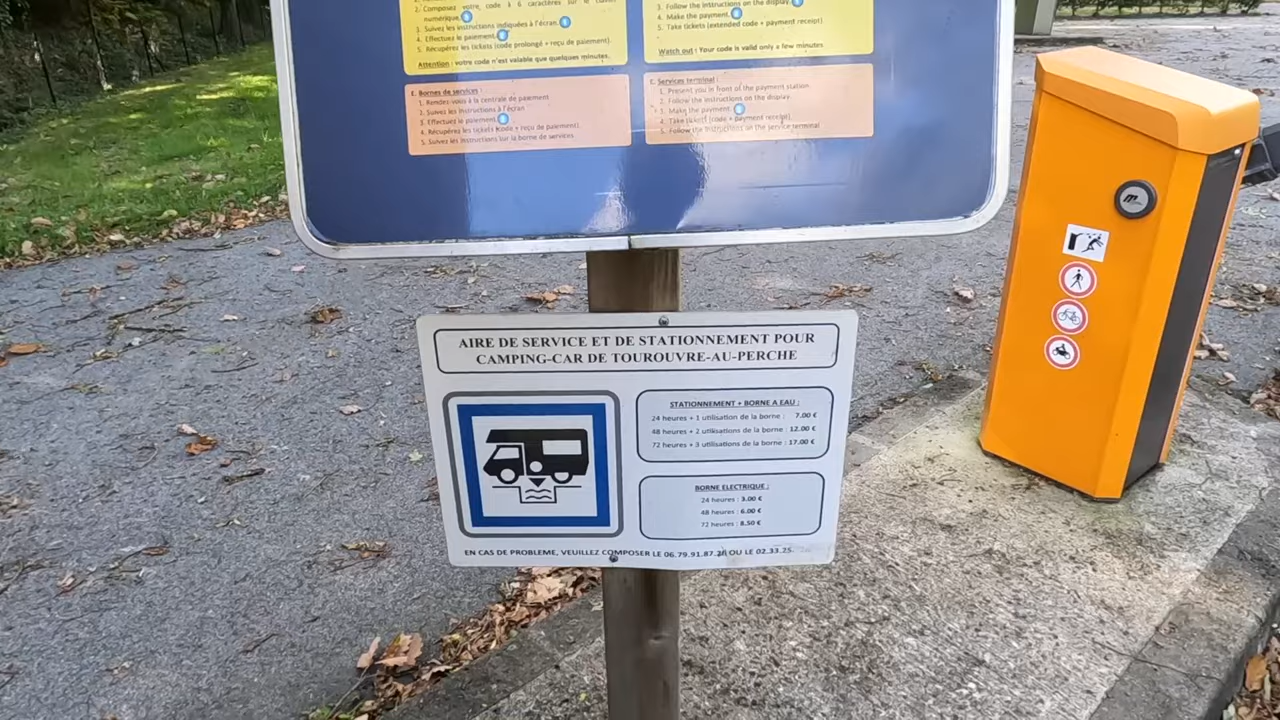 2. Composez votre code à 6 caractères sur le clavier
numérique.
3. Suivez les instructions indiquées à l'écran.
4. Effectuez le paiement.
5. Récupérez les tickets (code prolongé + reçu de paiement).
Attention : votre code n'est valable que quelques minutes.
3. Follow the instructions on the display
4. Make the payment.
5. Take tickets (extended code + payment receipt)
Watch out : Your code is valid only a few minutes
E. Bornes de services :
1. Rendez-vous à la centrale de paiement
2. Suivez les instructions à l'écran
3. Effectuez le paiement.
4. Récupérez les tickets (code + reçu de paiement).
5. Suivez les instructions sur la borne de services
E. Services terminal :
1. Present you in front of the payment station
2. Follow the instructions on the display.
3. Make the payment.
4. Take tickets (code + payment receipt).
5. Follow the instructions on the service terminal
AIRE DE SERVICE ET DE STATIONNEMENT POUR
CAMPING-CAR DE TOUROUVRE-AU-PERCHE
STATIONNEMENT + BORNE A EAU :
24 heures + 1 utilisation de la borne : 7.00 €
48 heures + 2 utilisations de la borne : 12.00 €
72 heures + 3 utilisations de la borne : 17.00 €
BORNE ELECTRIQUE :
24 heures : 3.00 €
48 heures : 6.00 €
72 heures : 8.50 €
EN CAS DE PROBLEME, VEUILLEZ COMPOSER LE 06.79.91.87.26 OU LE 02.33.25.